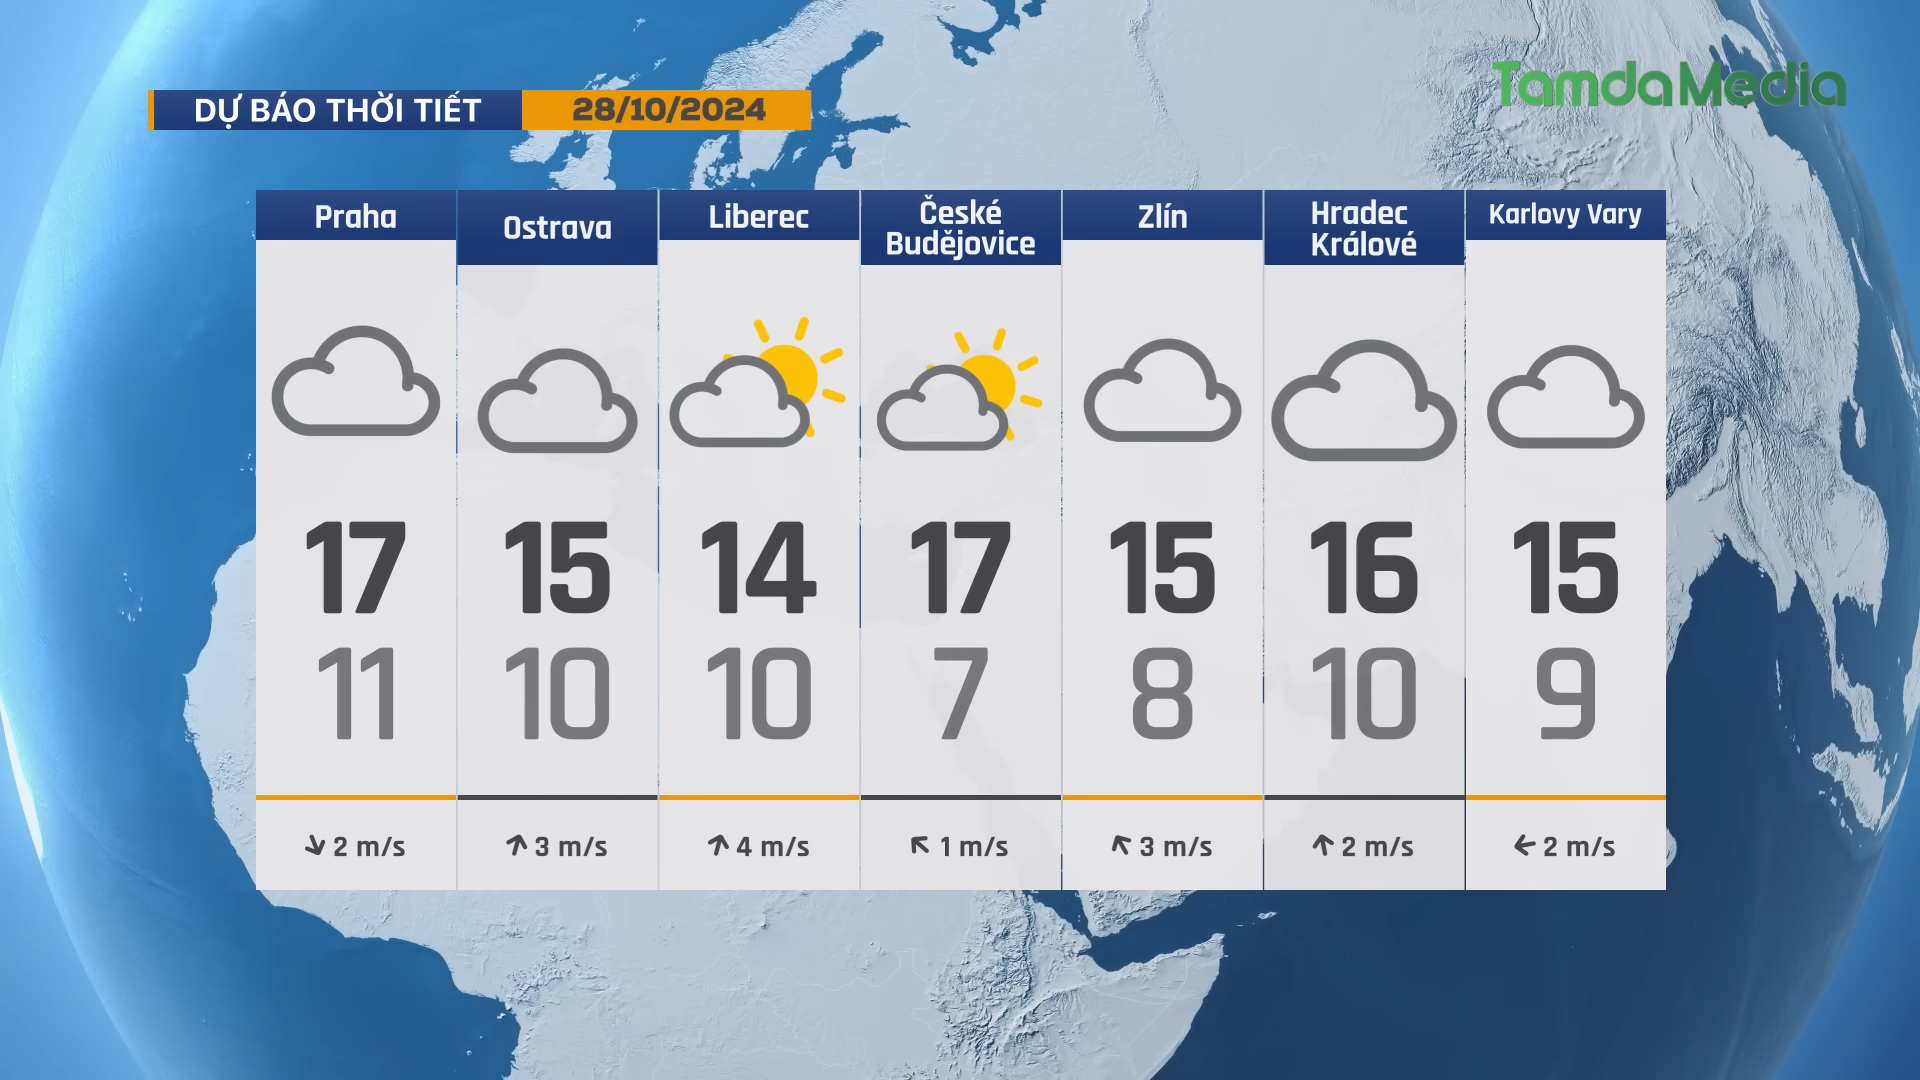 DỰ BÁO THỜI TIẾT
28/10/2024
TamdaMedia
Praha
Ostrava
Liberec
České
Budějovice
Zlín
Hradec
Králové
Karlovy Vary
17
15
14
17
15
16
15
11
10
10
7
8
10
9
2 m/s
3 m/s
4 m/s
1 m/s
3 m/s
2 m/s
2 m/s